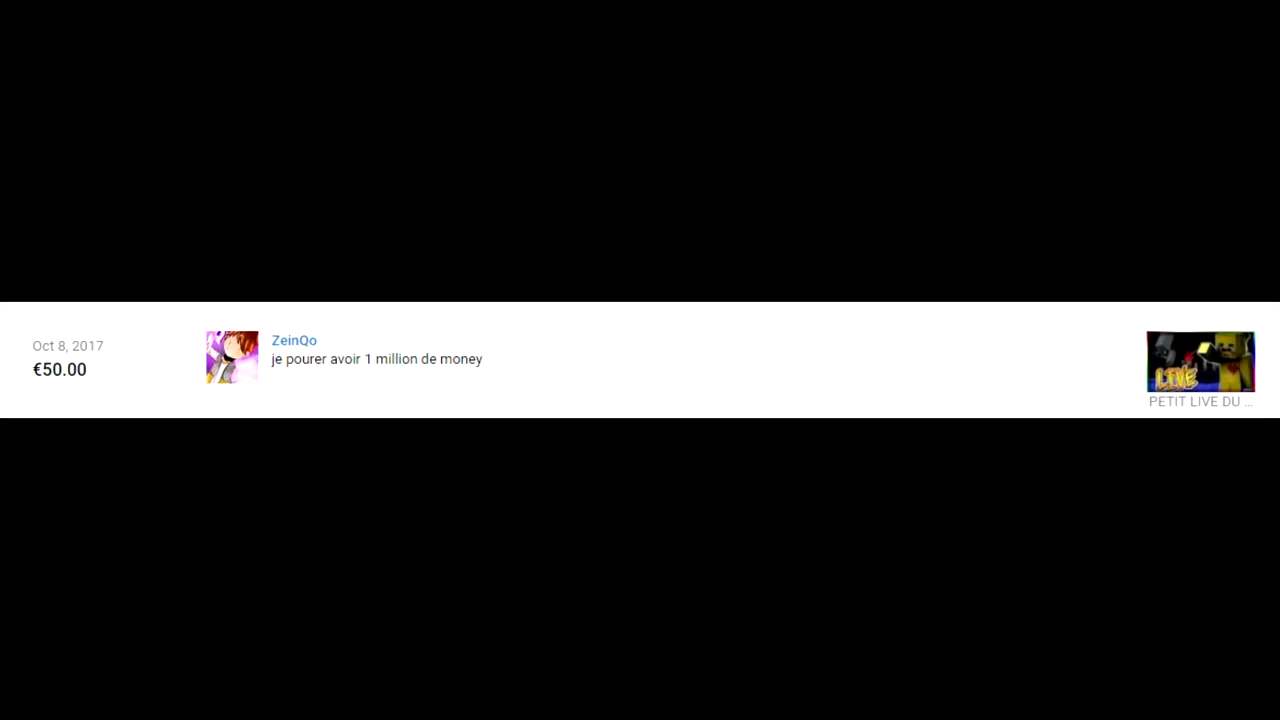 Oct 8, 2017
€50.00
ZeinQo
je pourer avoir 1 million de money
LIVE
PETIT LIVE DU ...